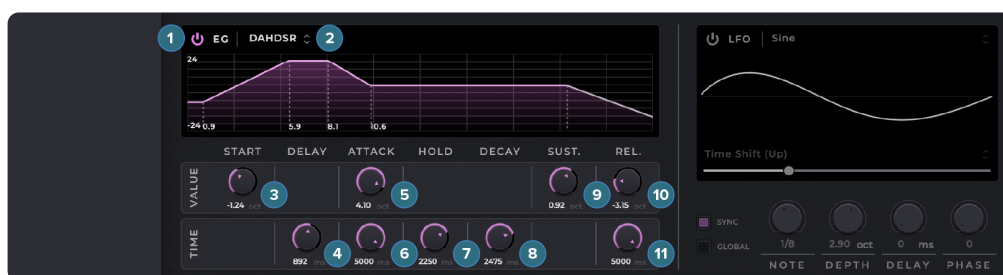 1 EG DAHDSR 2
LFO Sine
24
-24 0.9 5.9 8.1 10.6
START DELAY ATTACK HOLD DECAY SUST. REL.
Time Shift (Up)
VALUE
-1.24 oct 3
4.10 oct 5
0.92 oct 9
-3.15 oct 10
TIME
892 ms 4
5000 ms 6
2250 ms 7
2475 ms 8
5000 ms 11
SYNC
GLOBAL
1/8 2.90 oct 0 ms 0
NOTE DEPTH DELAY PHASE